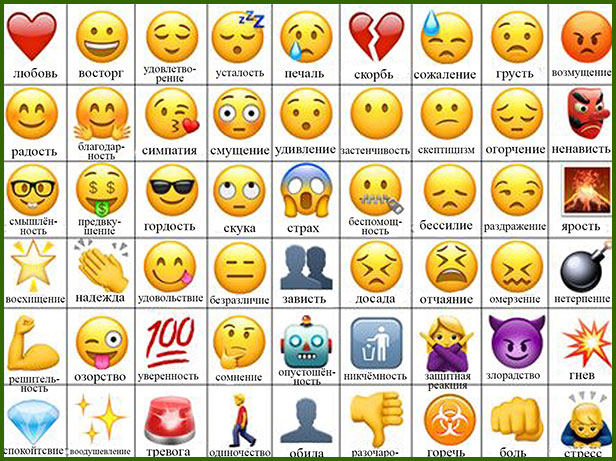 любовь
восторг
удовлетво-
рение
zzz
усталость
печаль
скорбь
сожаление
грусть
возмущение
радость
благодар-
ность
симпатия
смущение
удивление
застенчивость
скептицизм
огорчение
ненависть
смышлён-
ность
$ $
$
предвку-
шение
гордость
скука
страх
беспомощ-
ность
бессилие
раздражение
ярость
восхищение
надежда
удовольствие
безразличие
зависть
досада
отчаяние
омерзение
нетерпение
решитель-
ность
озорство
100
уверенность
сомнение
опустошён-
ность
никчёмность
защитная
реакция
злорадство
гнев
спокойтсвие
воодушевление
тревога
одиночество
обида
разочаро-
горечь
боль
стресс